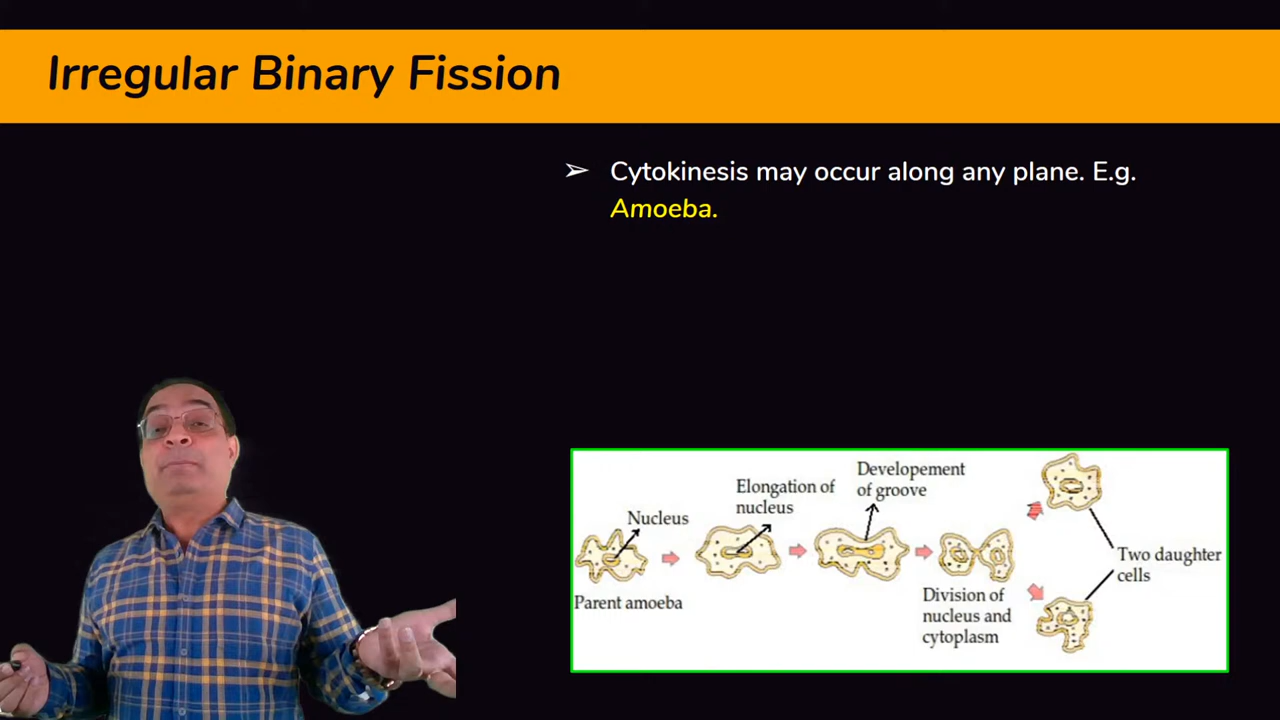 Irregular Binary Fission
➢ Cytokinesis may occur along any plane. E.g.
Amoeba.
Nucleus
Parent amoeba
Elongation of
nucleus
Developement
of groove
Division of
nucleus and
cytoplasm
Two daughter
cells